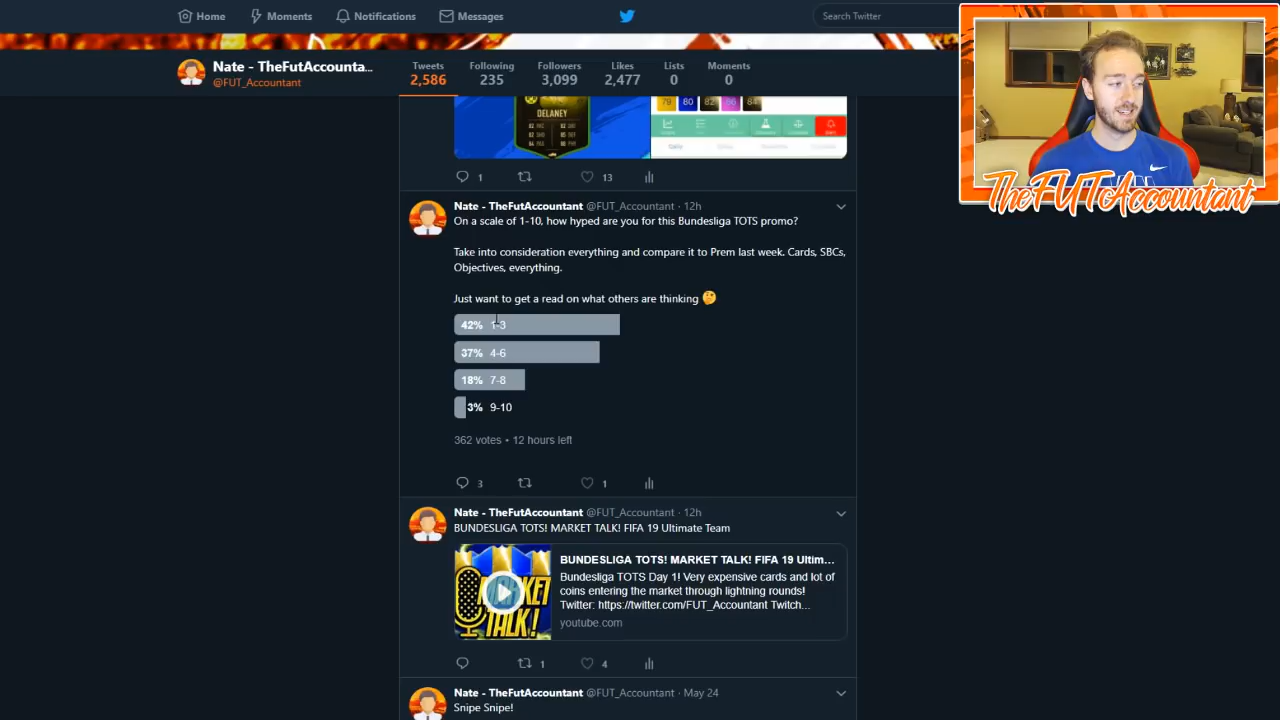 Home
Moments
Notifications
Messages
Search Twitter
Nate - TheFutAccounta...
@FUT_Accountant
Tweets
2,586
Following
235
Followers
3,099
Likes
2,477
Lists
0
Moments
0
DELANEY
79 80 82 86 84
1
13
Nate - TheFutAccountant @FUT_Accountant · 12h
On a scale of 1-10, how hyped are you for this Bundesliga TOTS promo?
Take into consideration everything and compare it to Prem last week. Cards, SBCs,
Objectives, everything.
Just want to get a read on what others are thinking 🤔
42% 1-3
37% 4-6
18% 7-8
3% 9-10
362 votes • 12 hours left
3
1
Nate - TheFutAccountant @FUT_Accountant · 12h
BUNDESLIGA TOTS! MARKET TALK! FIFA 19 Ultimate Team
MARKET
TALK!
BUNDESLIGA TOTS! MARKET TALK! FIFA 19 Ultim...
Bundesliga TOTS Day 1! Very expensive cards and lot of
coins entering the market through lightning rounds!
Twitter: https://twitter.com/FUT_Accountant Twitch...
youtube.com
1
4
Nate - TheFutAccountant @FUT_Accountant · May 24
Snipe Snipe!
TheFUTAccountant